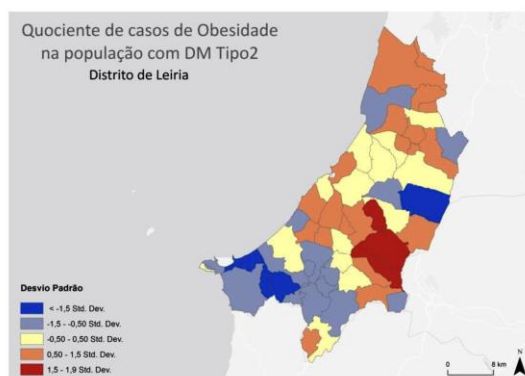 Quociente de casos de Obesidade
na população com DM Tipo2
Distrito de Leiria
Desvio Padrão
< -1,5 Std. Dev.
-1,5 - -0,50 Std. Dev.
-0,50 - 0,50 Std. Dev.
0,50 - 1,5 Std. Dev.
1,5 - 1,9 Std. Dev.
0 8 km
N